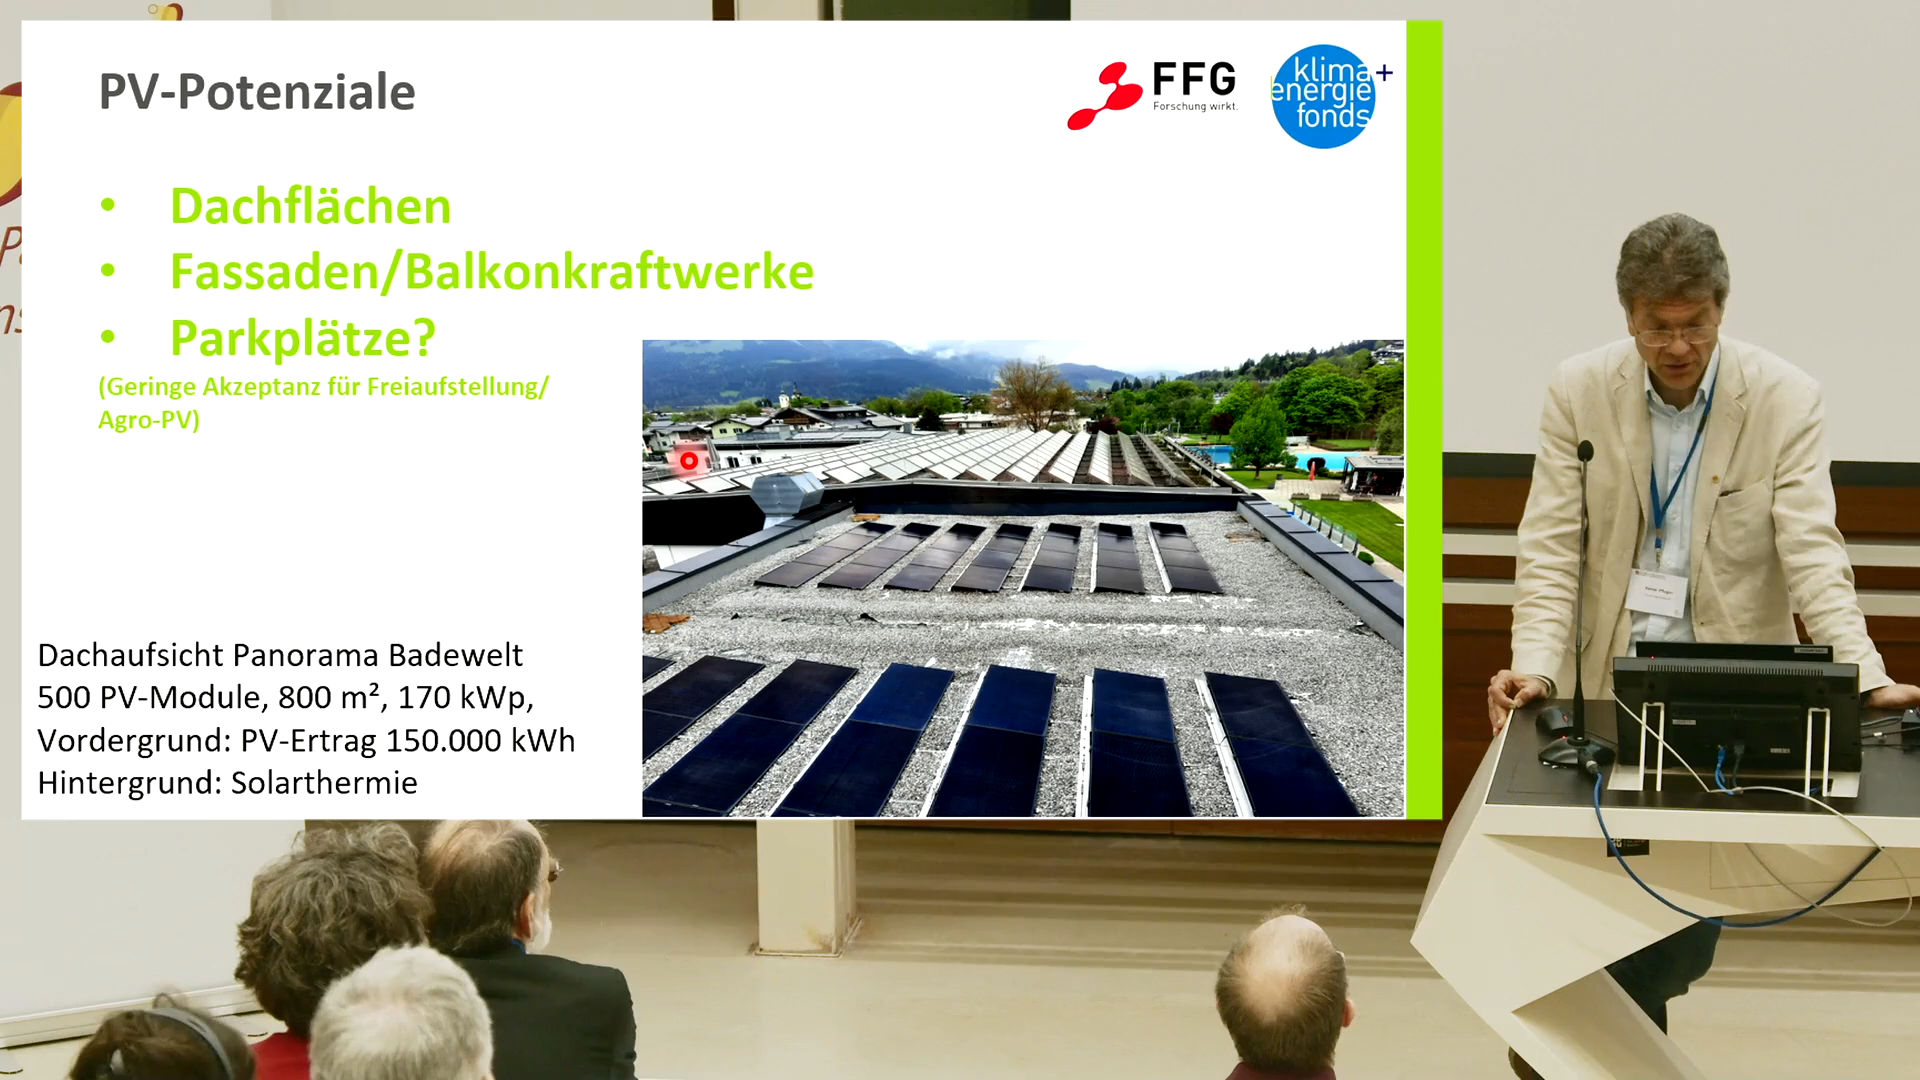 PV-Potenziale
FFG
Forschung wirkt.
klima+
energie
fonds
• Dachflächen
• Fassaden/Balkonkraftwerke
• Parkplätze?
(Geringe Akzeptanz für Freiaufstellung/
Agro-PV)
Dachaufsicht Panorama Badewelt
500 PV-Module, 800 m², 170 kWp,
Vordergrund: PV-Ertrag 150.000 kWh
Hintergrund: Solarthermie